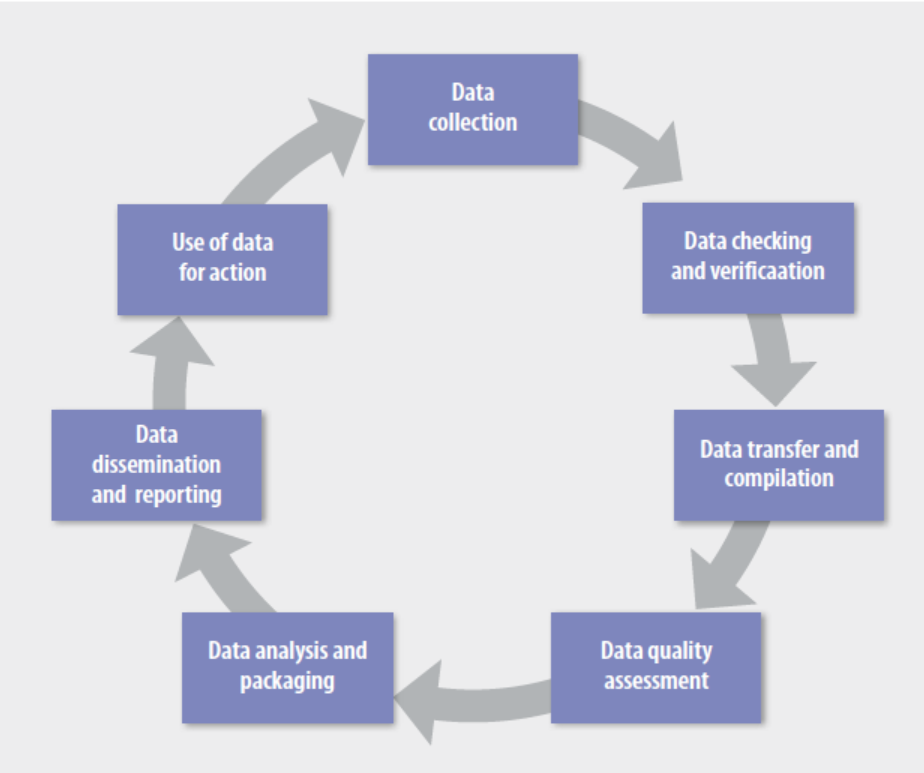 Data
collection
Data checking
and verificaation
Data transfer and
compilation
Data quality
assessment
Data analysis and
packaging
Data
dissemination
and reporting
Use of data
for action